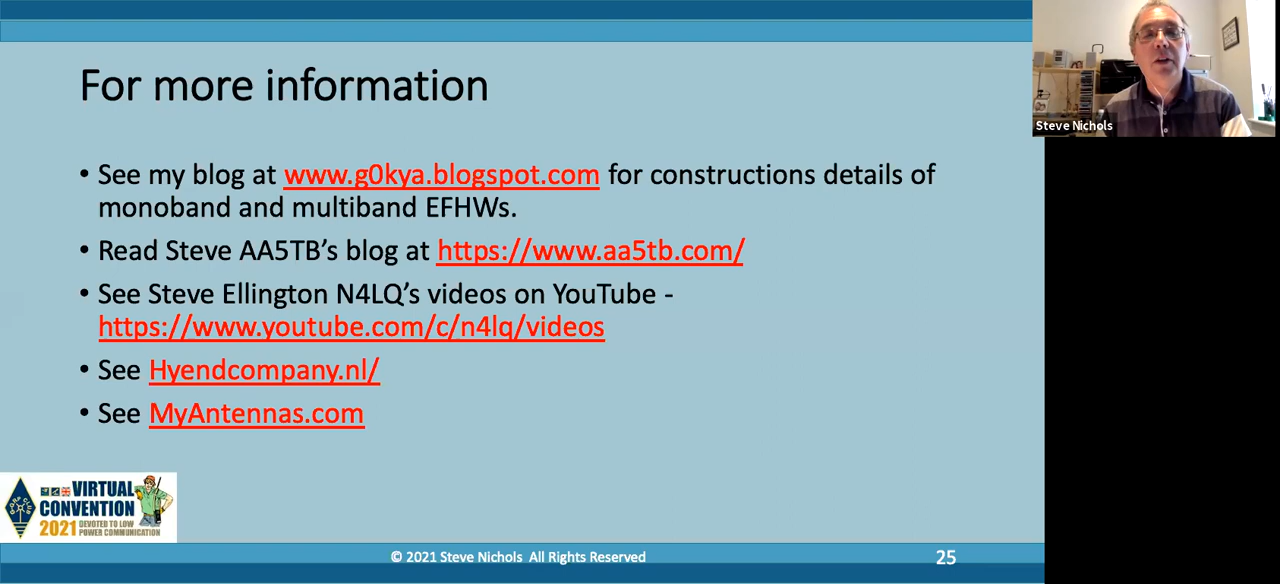 For more information
Steve Nichols
• See my blog at www.g0kya.blogspot.com for constructions details of
monoband and multiband EFHWs.
• Read Steve AA5TB’s blog at https://www.aa5tb.com/
• See Steve Ellington N4LQ’s videos on YouTube -
https://www.youtube.com/c/n4lq/videos
• See Hyendcompany.nl/
• See MyAntennas.com
VIRTUAL
CONVENTION
2021 DEVOTED TO LOW
POWER COMMUNICATION
© 2021 Steve Nichols All Rights Reserved
25